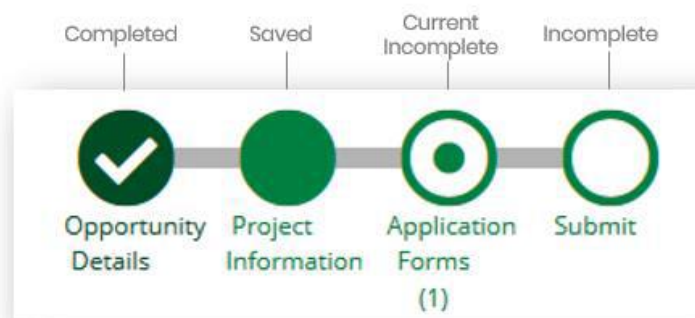 Completed
Saved
Current
Incomplete
Incomplete
Opportunity
Details
Project
Information
Application
Forms
(1)
Submit